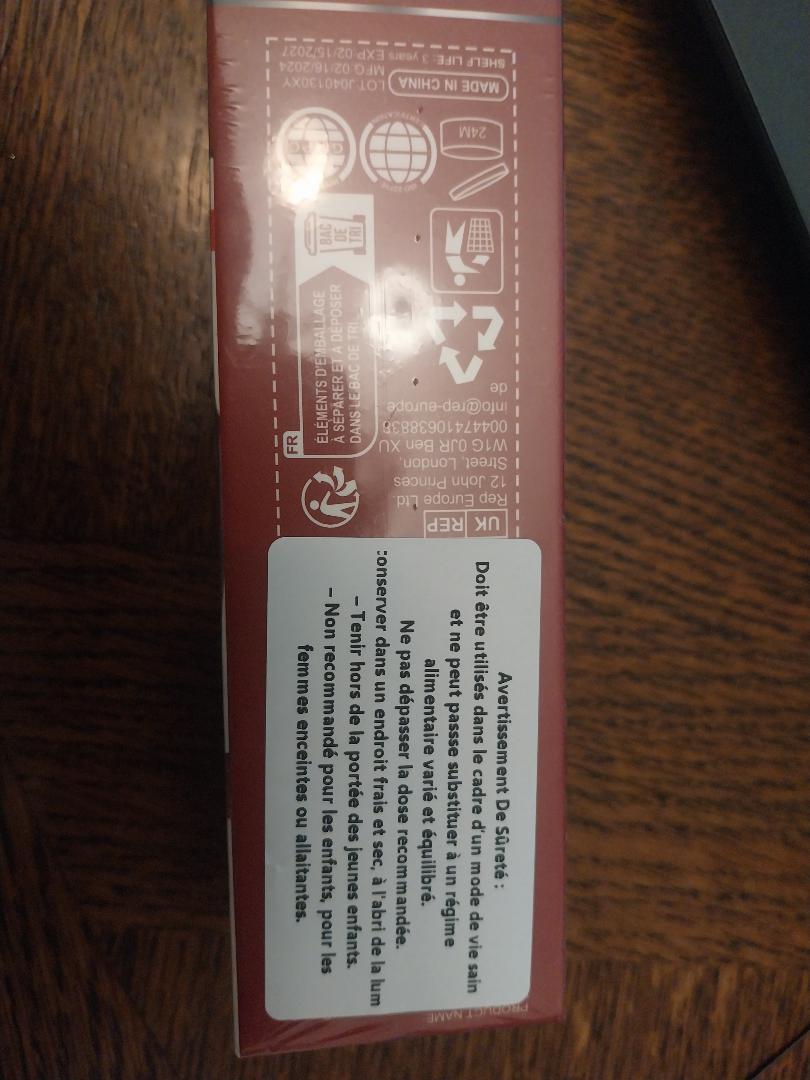 SHELF LIFE: 3 years EXP 02/15/2027
MFG 02/16/2024
LOT J040130XY
MADE IN CHINA
24M
CERTIFICATION
BAC
DE
TRI
FR
ÉLÉMENTS D'EMBALLAGE
À SÉPARER ET À DÉPOSER
DANS LE BAC DE TRI
UK REP
Rep Europe Ltd.
12 John Princes
Street, London,
W1G 0JR Ben XU
info@rep-europe
de
Avertissement De Sûreté :
Doit être utilisés dans le cadre d'un mode de vie sain
et ne peut passse substituer à un régime
alimentaire varié et équilibré.
Ne pas dépasser la dose recommandée.
onserver dans un endroit frais et sec, à l'abri de la lum
– Tenir hors de la portée des jeunes enfants.
– Non recommandé pour les enfants, pour les
femmes enceintes ou allaitantes.
PRODUCT NAME